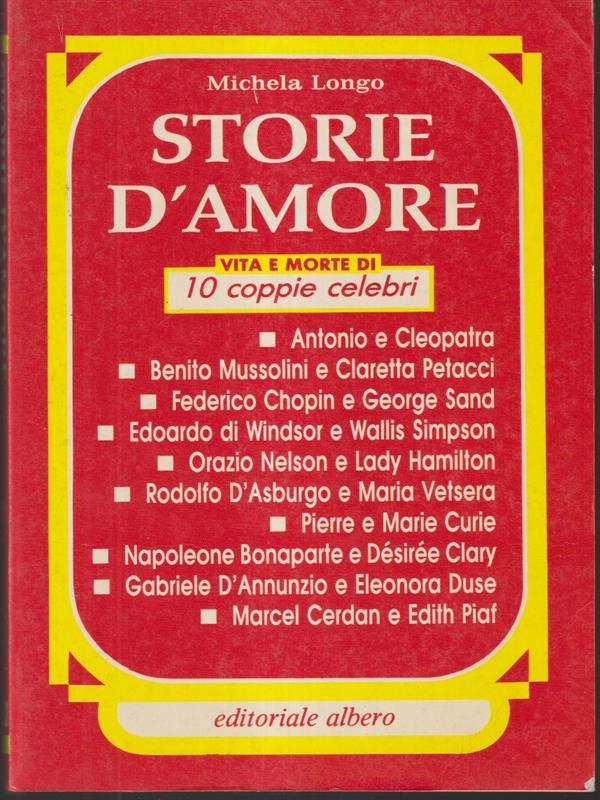 Michela Longo
STORIE
D'AMORE
VITA E MORTE DI
10 coppie celebri
Antonio e Cleopatra
Benito Mussolini e Claretta Petacci
Federico Chopin e George Sand
Edoardo di Windsor e Wallis Simpson
Orazio Nelson e Lady Hamilton
Rodolfo D'Asburgo e Maria Vetsera
Pierre e Marie Curie
Napoleone Bonaparte e Désirée Clary
Gabriele D'Annunzio e Eleonora Duse
Marcel Cerdan e Edith Piaf
editoriale albero